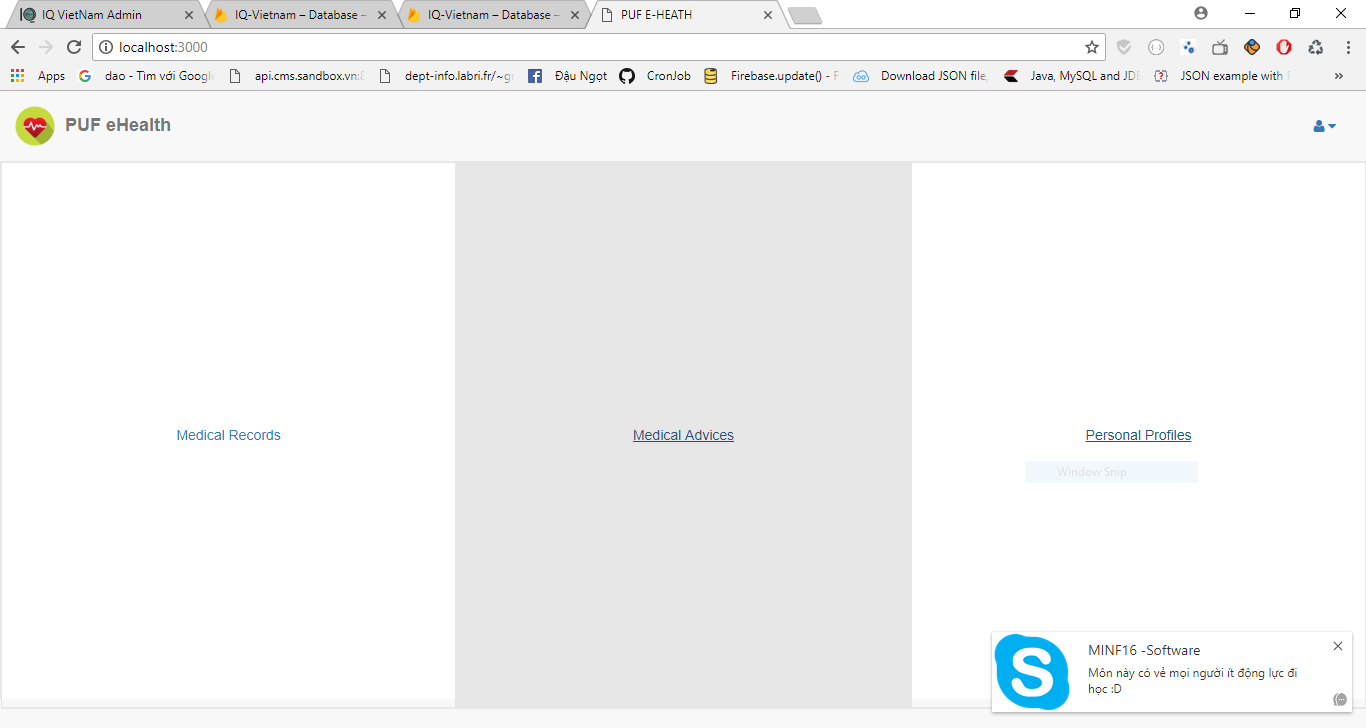 IQ VietNam Admin
IQ-Vietnam – Database –
IQ-Vietnam – Database –
PUF E-HEATH
localhost:3000
Apps
dao - Tìm với Googl
api.cms.sandbox.vn:8
dept-info.labri.fr/~g
Đậu Ngọt
CronJob
Firebase.update() - F
Download JSON file,
Java, MySQL and JDB
JSON example with
PUF eHealth
Medical Records
Medical Advices
Personal Profiles
Window Snip
MINF16 -Software
Môn này có vẻ mọi người ít động lực đi
học :D